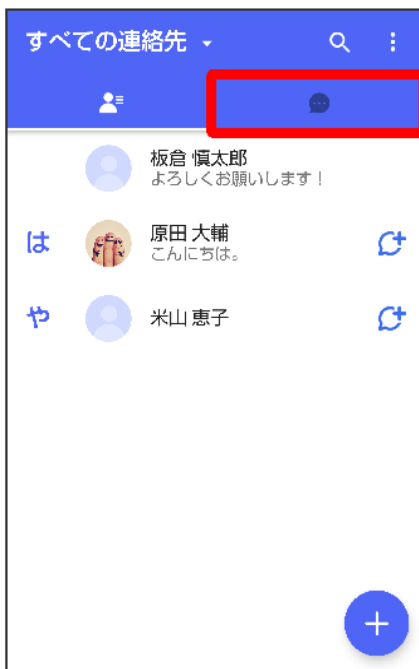 すべての連絡先
板倉 慎太郎
よろしくお願いします！
は
原田 大輔
こんにちは。
や
米山 恵子